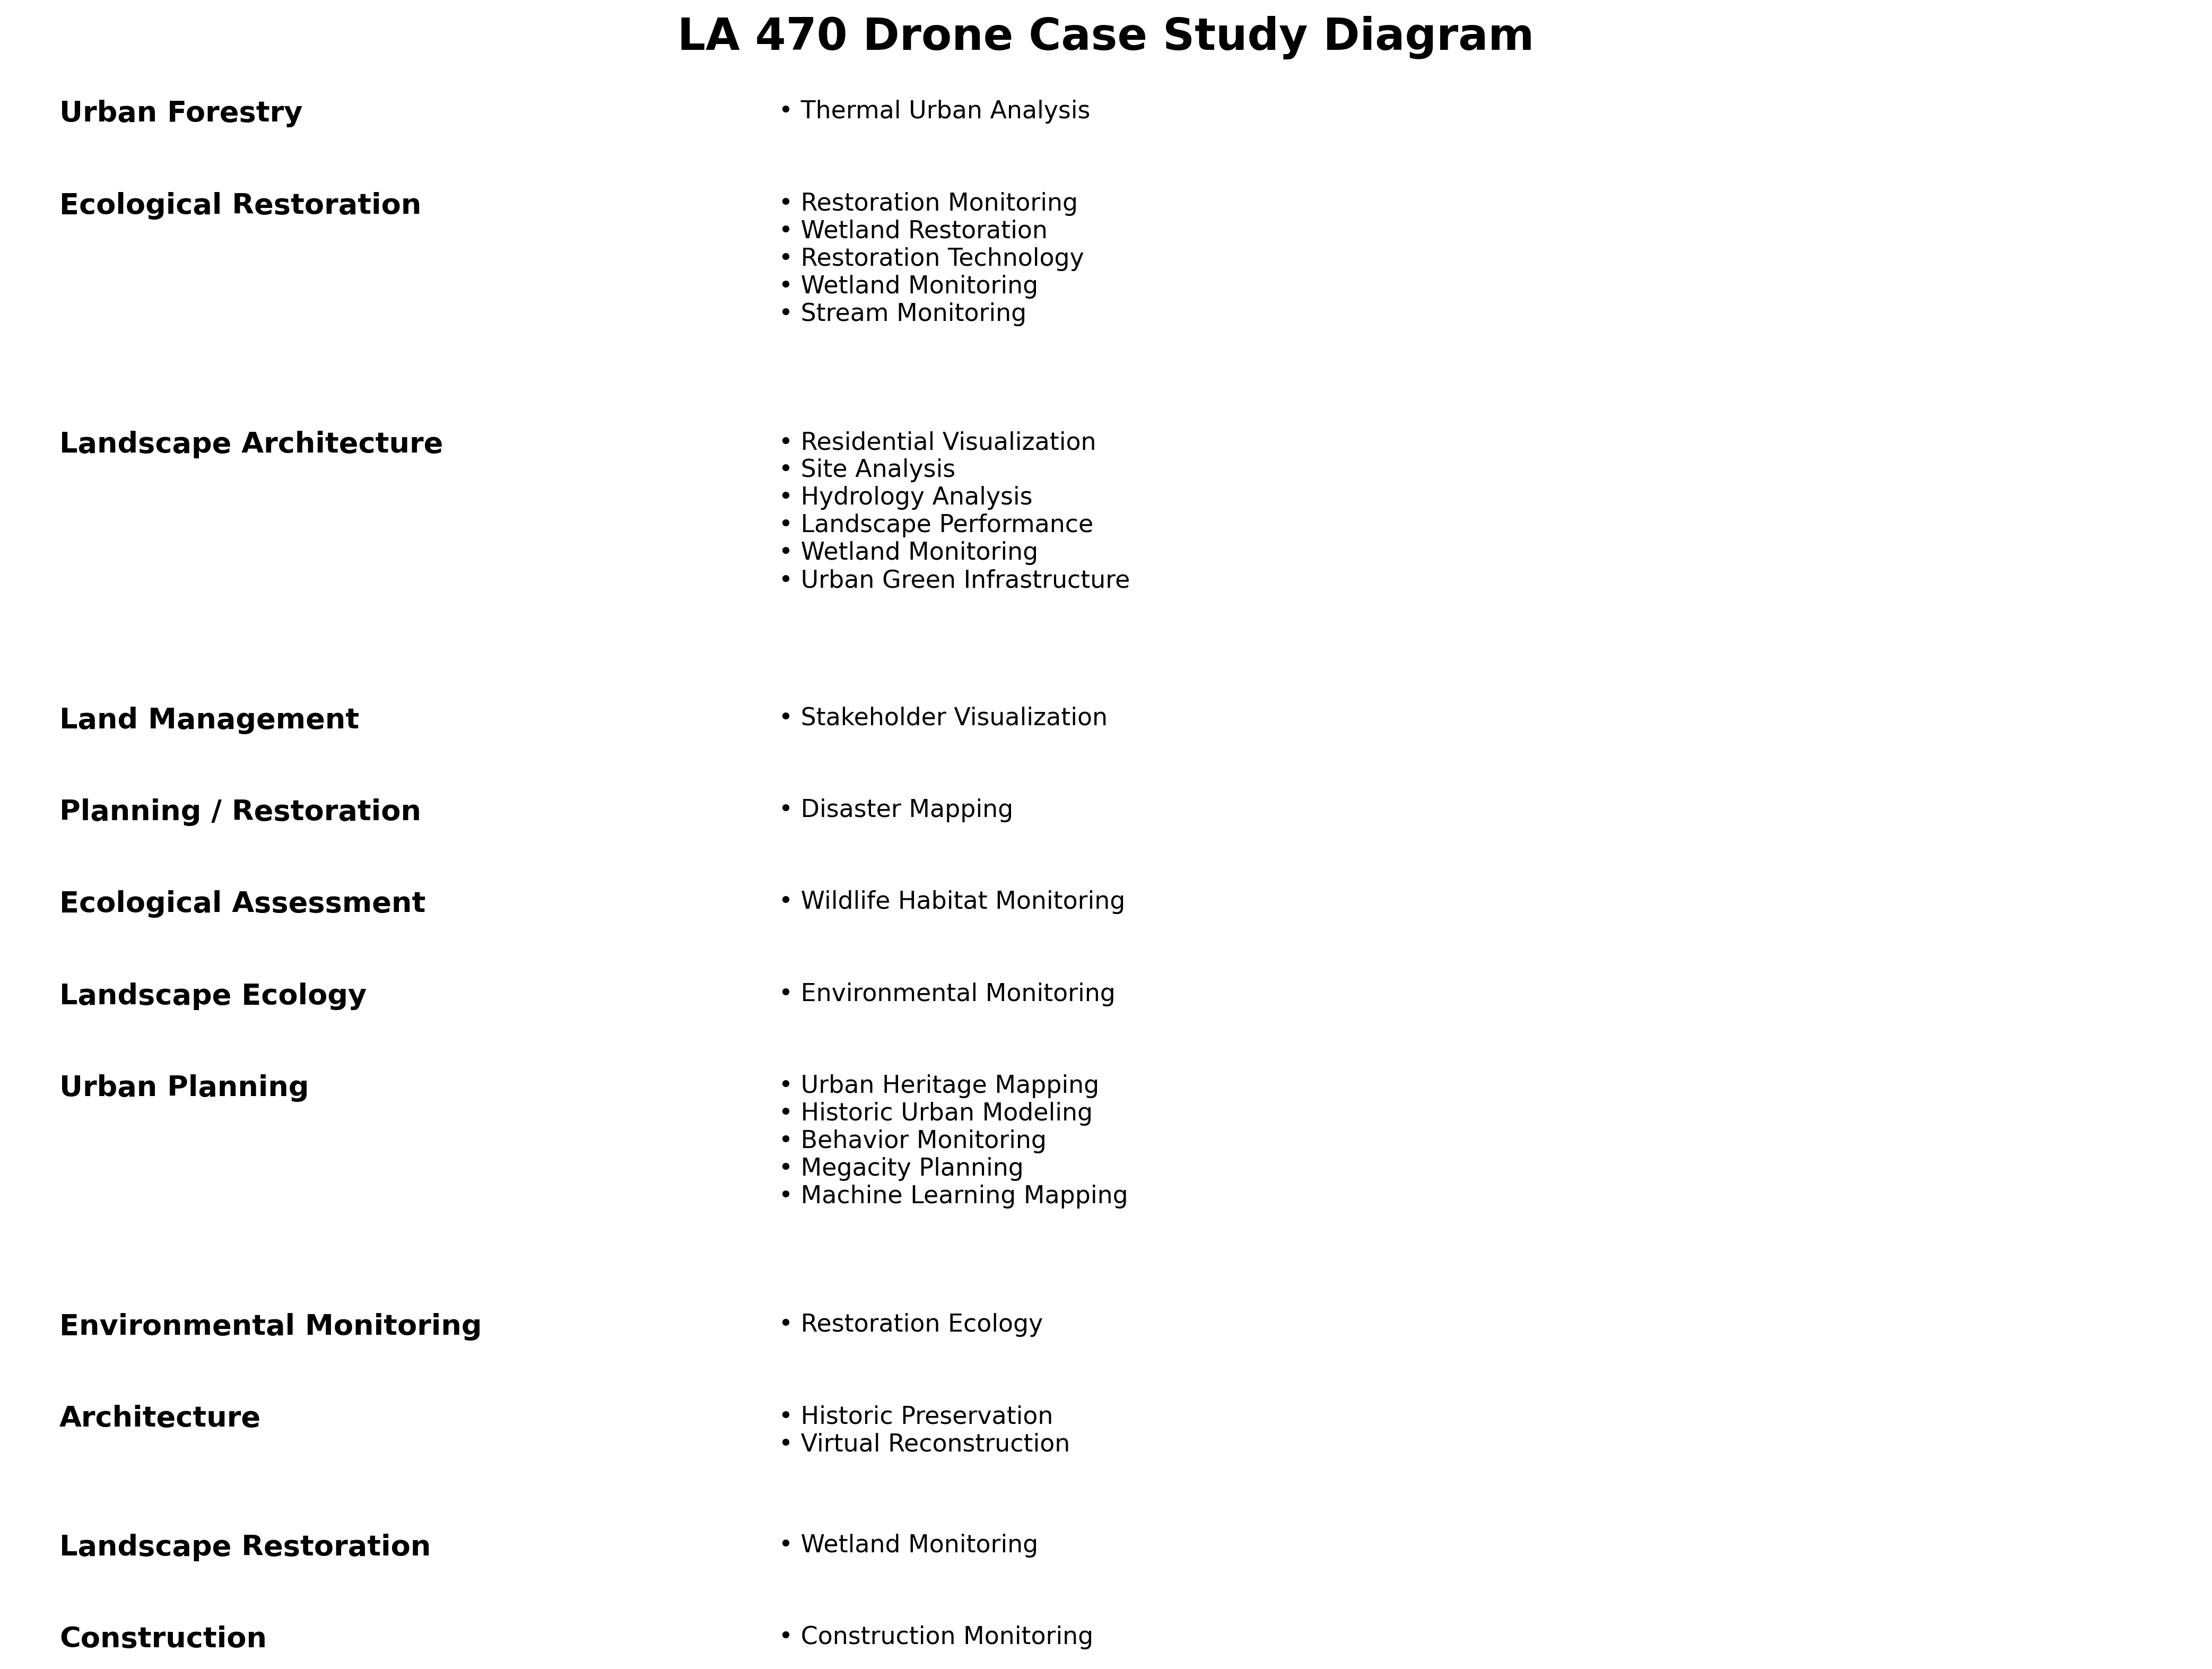 LA 470 Drone Case Study Diagram
Urban Forestry
• Thermal Urban Analysis
Ecological Restoration
• Restoration Monitoring
• Wetland Restoration
• Restoration Technology
• Wetland Monitoring
• Stream Monitoring
Landscape Architecture
• Residential Visualization
• Site Analysis
• Hydrology Analysis
• Landscape Performance
• Wetland Monitoring
• Urban Green Infrastructure
Land Management
• Stakeholder Visualization
Planning / Restoration
• Disaster Mapping
Ecological Assessment
• Wildlife Habitat Monitoring
Landscape Ecology
• Environmental Monitoring
Urban Planning
• Urban Heritage Mapping
• Historic Urban Modeling
• Behavior Monitoring
• Megacity Planning
• Machine Learning Mapping
Environmental Monitoring
• Restoration Ecology
Architecture
• Historic Preservation
• Virtual Reconstruction
Landscape Restoration
• Wetland Monitoring
Construction
• Construction Monitoring